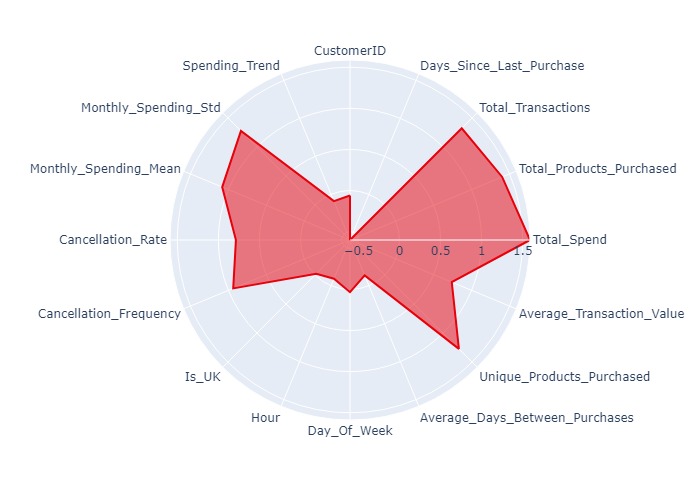 CustomerID
Spending_Trend
Days_Since_Last_Purchase
Monthly_Spending_Std
Total_Transactions
Monthly_Spending_Mean
Total_Products_Purchased
Cancellation_Rate
Total_Spend
−0.5 0 0.5 1 1.5
Cancellation_Frequency
Average_Transaction_Value
Is_UK
Unique_Products_Purchased
Hour
Average_Days_Between_Purchases
Day_Of_Week